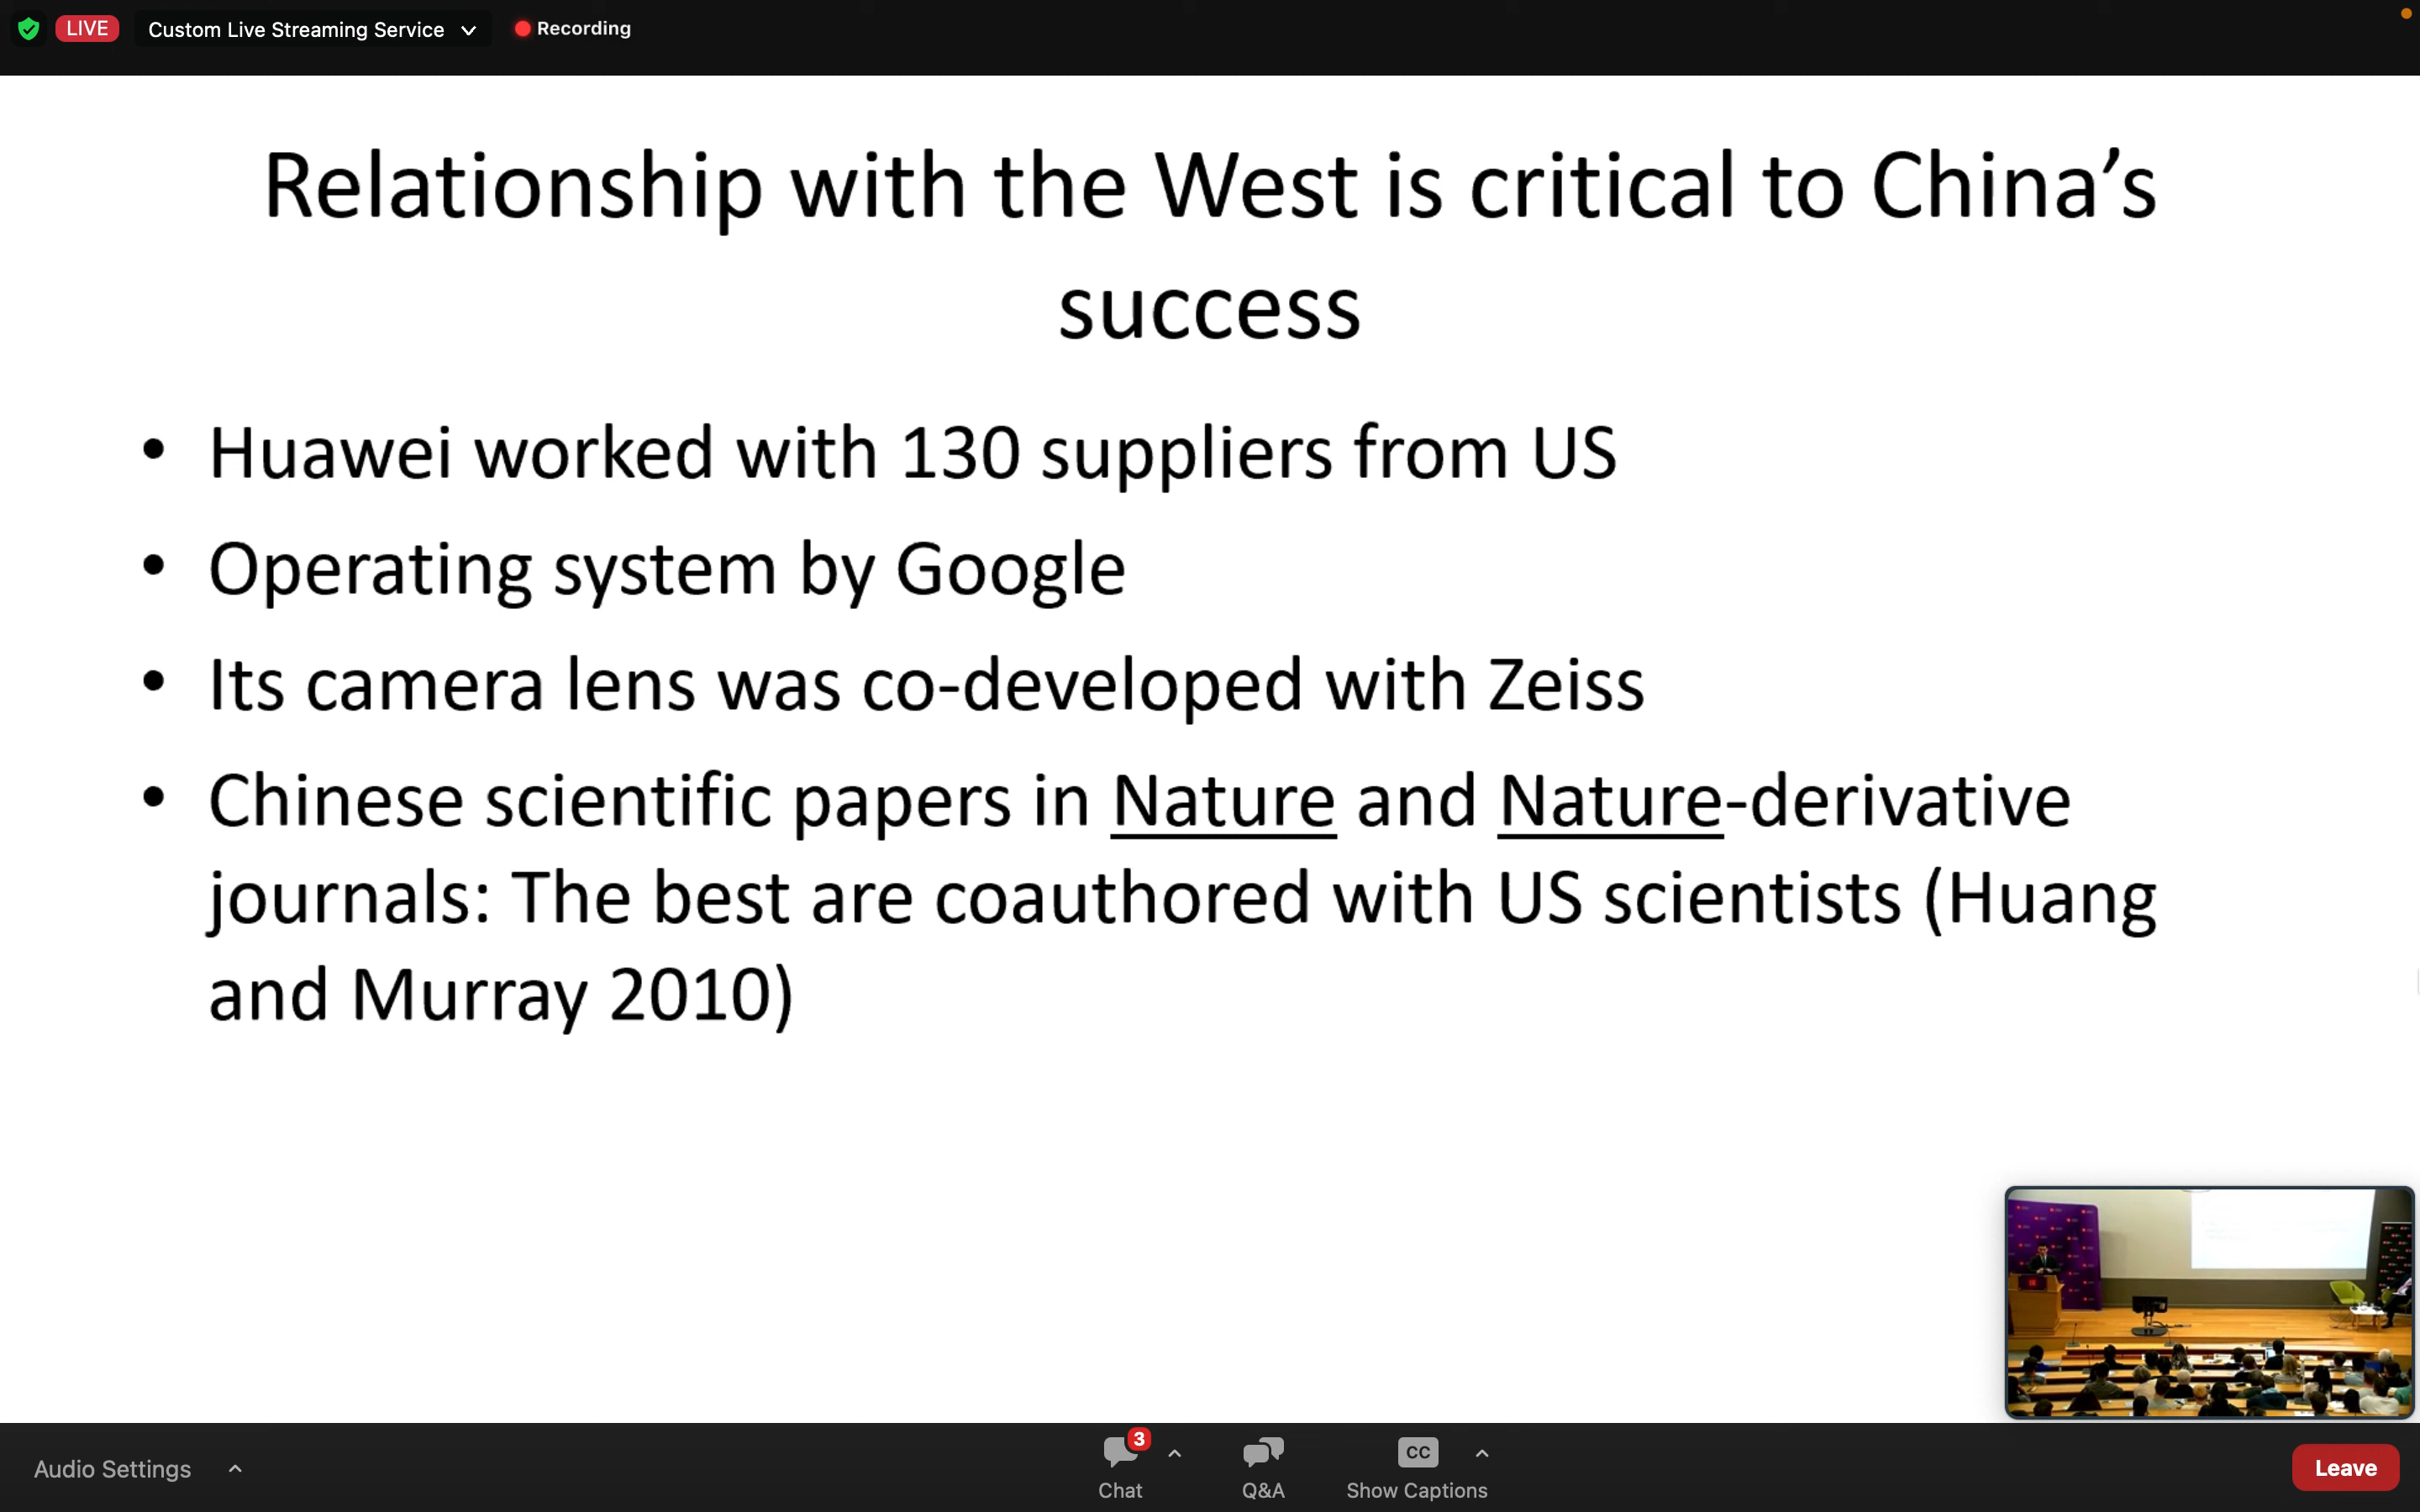 LIVE Custom Live Streaming Service Recording
Relationship with the West is critical to China’s
success
• Huawei worked with 130 suppliers from US
• Operating system by Google
• Its camera lens was co-developed with Zeiss
• Chinese scientific papers in Nature and Nature-derivative
journals: The best are coauthored with US scientists (Huang
and Murray 2010)
Audio Settings
3
Chat
Q&A
CC
Show Captions
Leave